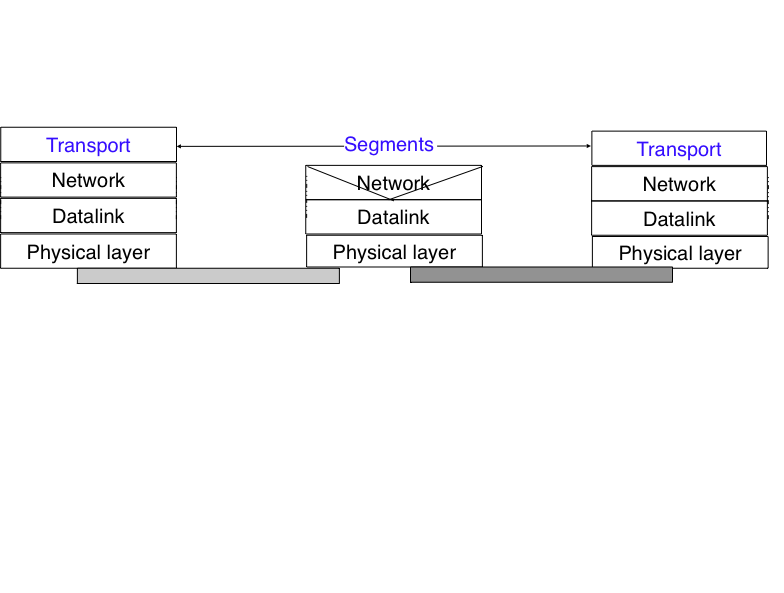 Transport
Network
Datalink
Physical layer
Segments
Network
Datalink
Physical layer
Transport
Network
Datalink
Physical layer